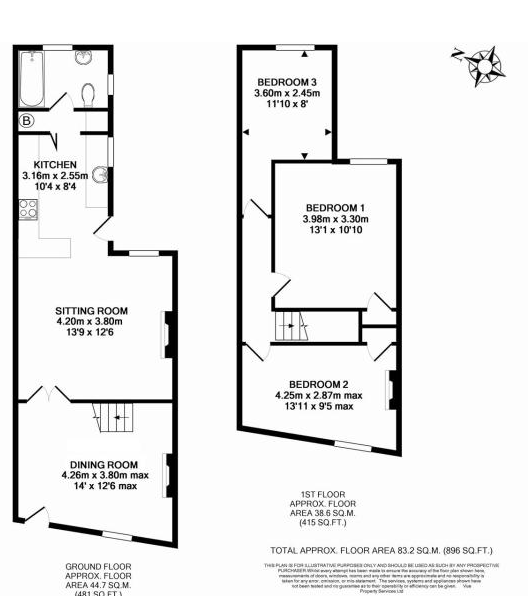 N
B
KITCHEN
3.16m x 2.55m
10'4 x 8'4
SITTING ROOM
4.20m x 3.80m
13'9 x 12'6
DINING ROOM
4.26m x 3.80m max
14' x 12'6 max
GROUND FLOOR
APPROX. FLOOR
AREA 44.7 SQ.M.
(481 SQ.FT.)
BEDROOM 3
3.60m x 2.45m
11'10 x 8'
BEDROOM 1
3.98m x 3.30m
13'1 x 10'10
BEDROOM 2
4.25m x 2.87m max
13'11 x 9'5 max
1ST FLOOR
APPROX. FLOOR
AREA 38.6 SQ.M.
(415 SQ.FT.)
TOTAL APPROX. FLOOR AREA 83.2 SQ.M. (896 SQ.FT.)
THIS PLAN IS FOR ILLUSTRATIVE PURPOSES ONLY AND SHOULD BE USED AS SUCH BY ANY PROSPECTIVE
PURCHASER. Whilst every attempt has been made to ensure the accuracy of the floor plan shown here,
measurements of doors, windows, rooms and any other items are approximate and no responsibility is
taken for any error, omission, or mis-statement. The services, systems and appliances shown have
not been tested and no guarantee as to their operability or efficiency can be given. Vue
Property Services Ltd